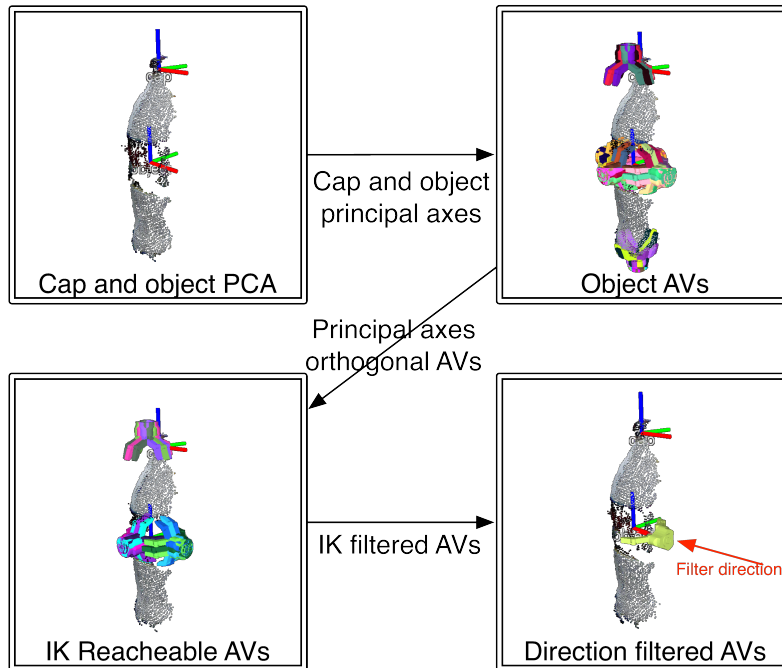 Cap and object
principal axes
Cap and object PCA
Object AVs
Principal axes
orthogonal AVs
IK filtered AVs
Filter direction
IK Reacheable AVs
Direction filtered AVs